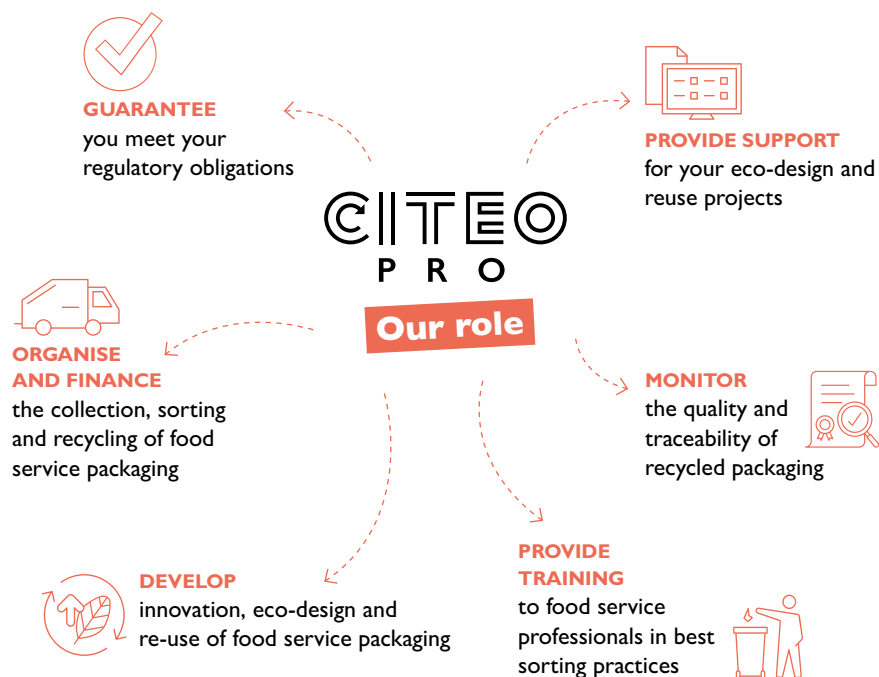 GUARANTEE
you meet your
regulatory obligations
PROVIDE SUPPORT
for your eco-design and
reuse projects
CITEO
PRO
Our role
ORGANISE
AND FINANCE
the collection, sorting
and recycling of food
service packaging
MONITOR
the quality and
traceability of
recycled packaging
DEVELOP
innovation, eco-design and
re-use of food service packaging
PROVIDE
TRAINING
to food service
professionals in best
sorting practices